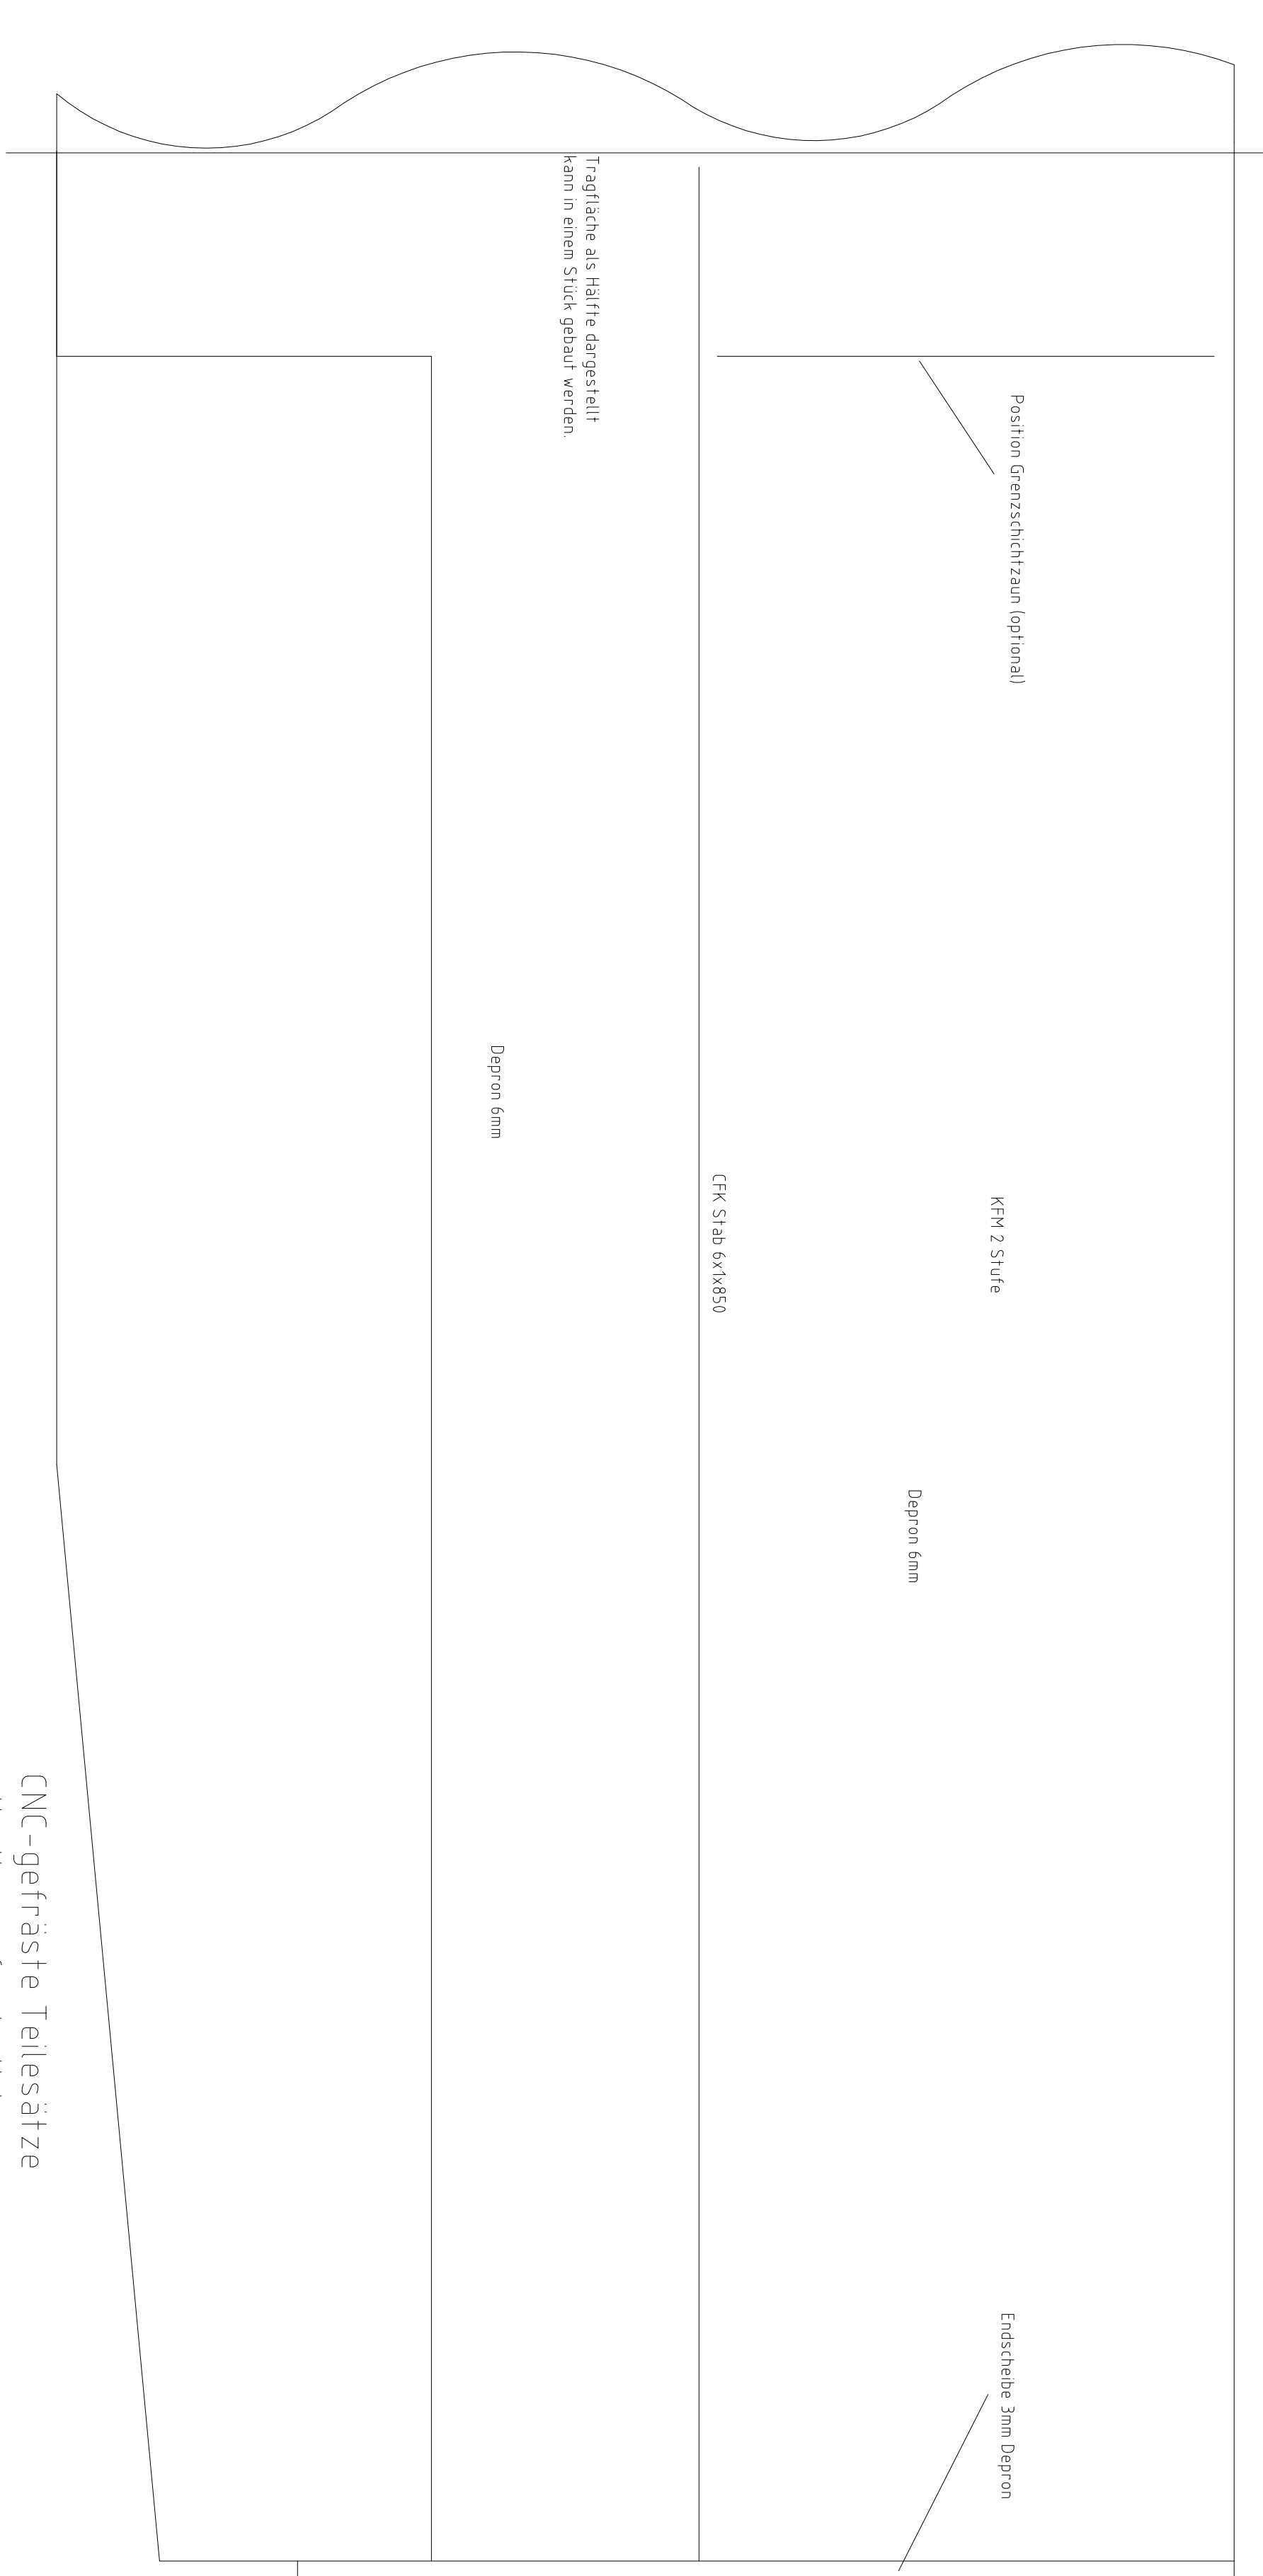 Tragfläche als Hälfte dargestellt
kann in einem Stück gebaut werden.
Position Grenzschichtzaun (optional)
Depron 6mm
CFK Stab 6x1x850
KFM 2 Stufe
Depron 6mm
CNC-gefräste Teilesätze
Endscheibe 3mm Depron